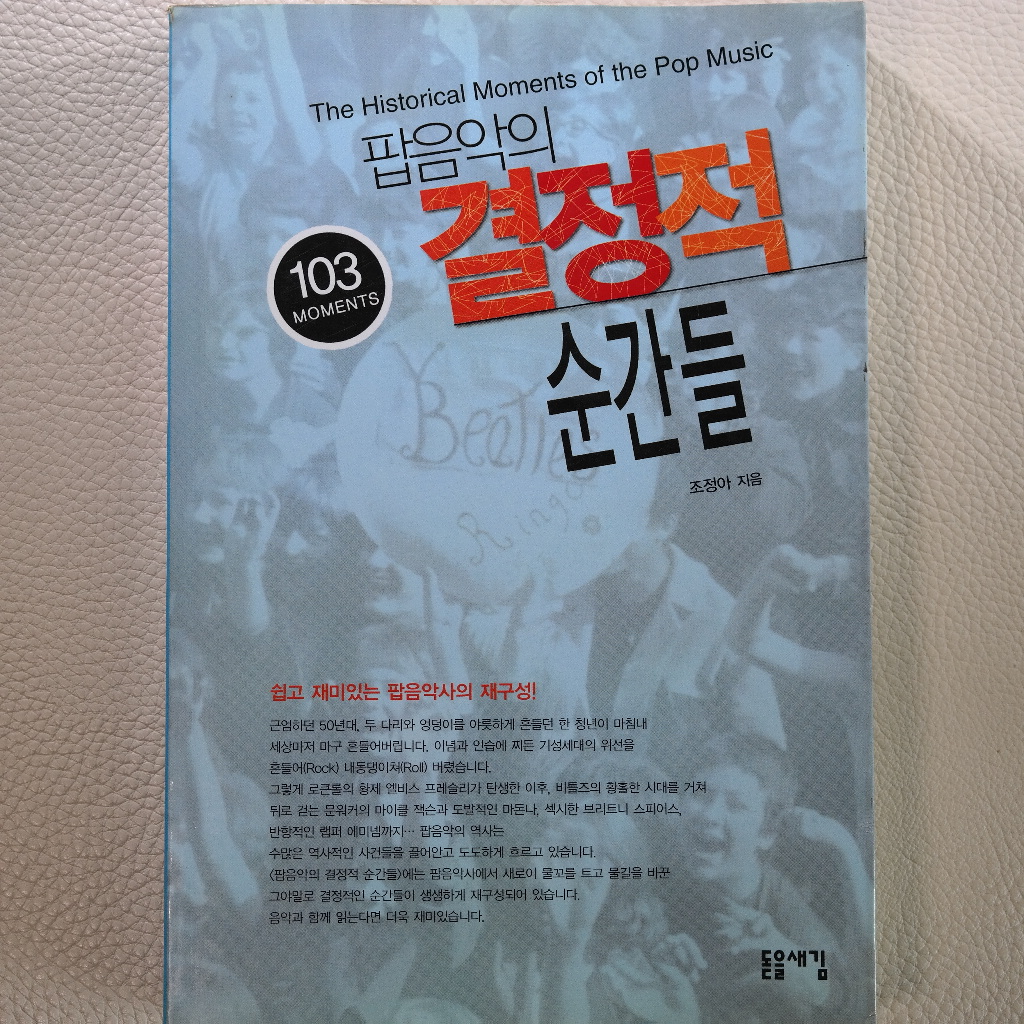 The Historical Moments of the Pop Music
팝음악의
결정적
103
MOMENTS
순간들
조정아 지음
Beetle
Ringo
쉽고 재미있는 팝음악사의 재구성!
근엄하던 50년대, 두 다리와 엉덩이를 야릇하게 흔들던 한 청년이 마침내
세상마저 마구 흔들어버립니다. 이념과 인습에 찌든 기성세대의 위선을
흔들어(Rock) 내동댕이쳐(Roll) 버렸습니다.
그렇게 로큰롤의 황제 엘비스 프레슬리가 탄생한 이후, 비틀즈의 황홀한 시대를 거쳐
뒤로 걷는 문워커의 마이클 잭슨과 도발적인 마돈나, 섹시한 브리트니 스피어스,
반항적인 랩퍼 에미넴까지… 팝음악의 역사는
수많은 역사적인 사건들을 끌어안고 도도하게 흐르고 있습니다.
〈팝음악의 결정적 순간들〉에는 팝음악사에서 새로이 물꼬를 트고 물길을 바꾼
그야말로 결정적인 순간들이 생생하게 재구성되어 있습니다.
음악과 함께 읽는다면 더욱 재미있습니다.
돋을새김